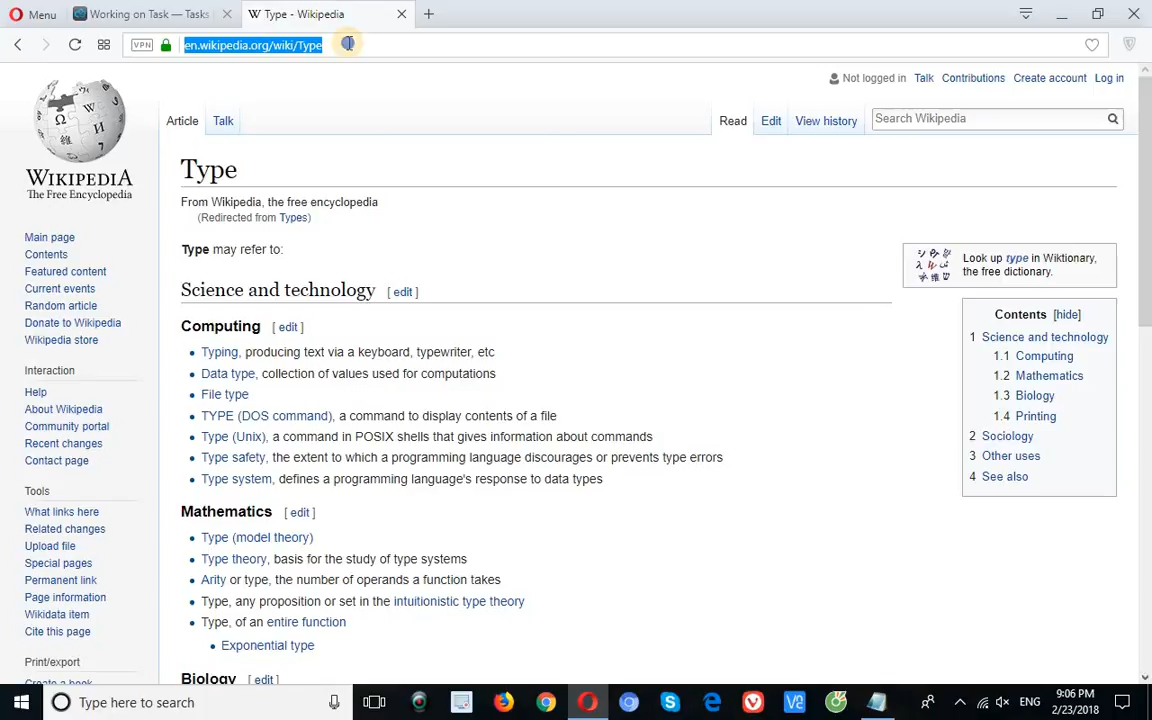 Menu
Working on Task — Tasks
Type - Wikipedia
VPN
en.wikipedia.org/wiki/Type
Not logged in Talk Contributions Create account Log in
Article Talk
Read Edit View history
Search Wikipedia
WIKIPEDIA
The Free Encyclopedia
Main page
Contents
Featured content
Current events
Random article
Donate to Wikipedia
Wikipedia store
Interaction
Help
About Wikipedia
Community portal
Recent changes
Contact page
Tools
What links here
Related changes
Upload file
Special pages
Permanent link
Page information
Wikidata item
Cite this page
Print/export
Create a book
Type
From Wikipedia, the free encyclopedia
(Redirected from Types)
Type may refer to:
Look up type in Wiktionary,
the free dictionary.
Science and technology [ edit ]
Computing [ edit ]
• Typing, producing text via a keyboard, typewriter, etc
• Data type, collection of values used for computations
• File type
• TYPE (DOS command), a command to display contents of a file
• Type (Unix), a command in POSIX shells that gives information about commands
• Type safety, the extent to which a programming language discourages or prevents type errors
• Type system, defines a programming language's response to data types
Mathematics [ edit ]
• Type (model theory)
• Type theory, basis for the study of type systems
• Arity or type, the number of operands a function takes
• Type, any proposition or set in the intuitionistic type theory
• Type, of an entire function
• Exponential type
Biology [ edit ]
Contents [hide]
1 Science and technology
1.1 Computing
1.2 Mathematics
1.3 Biology
1.4 Printing
2 Sociology
3 Other uses
4 See also
Type here to search
ENG
9:06 PM
2/23/2018